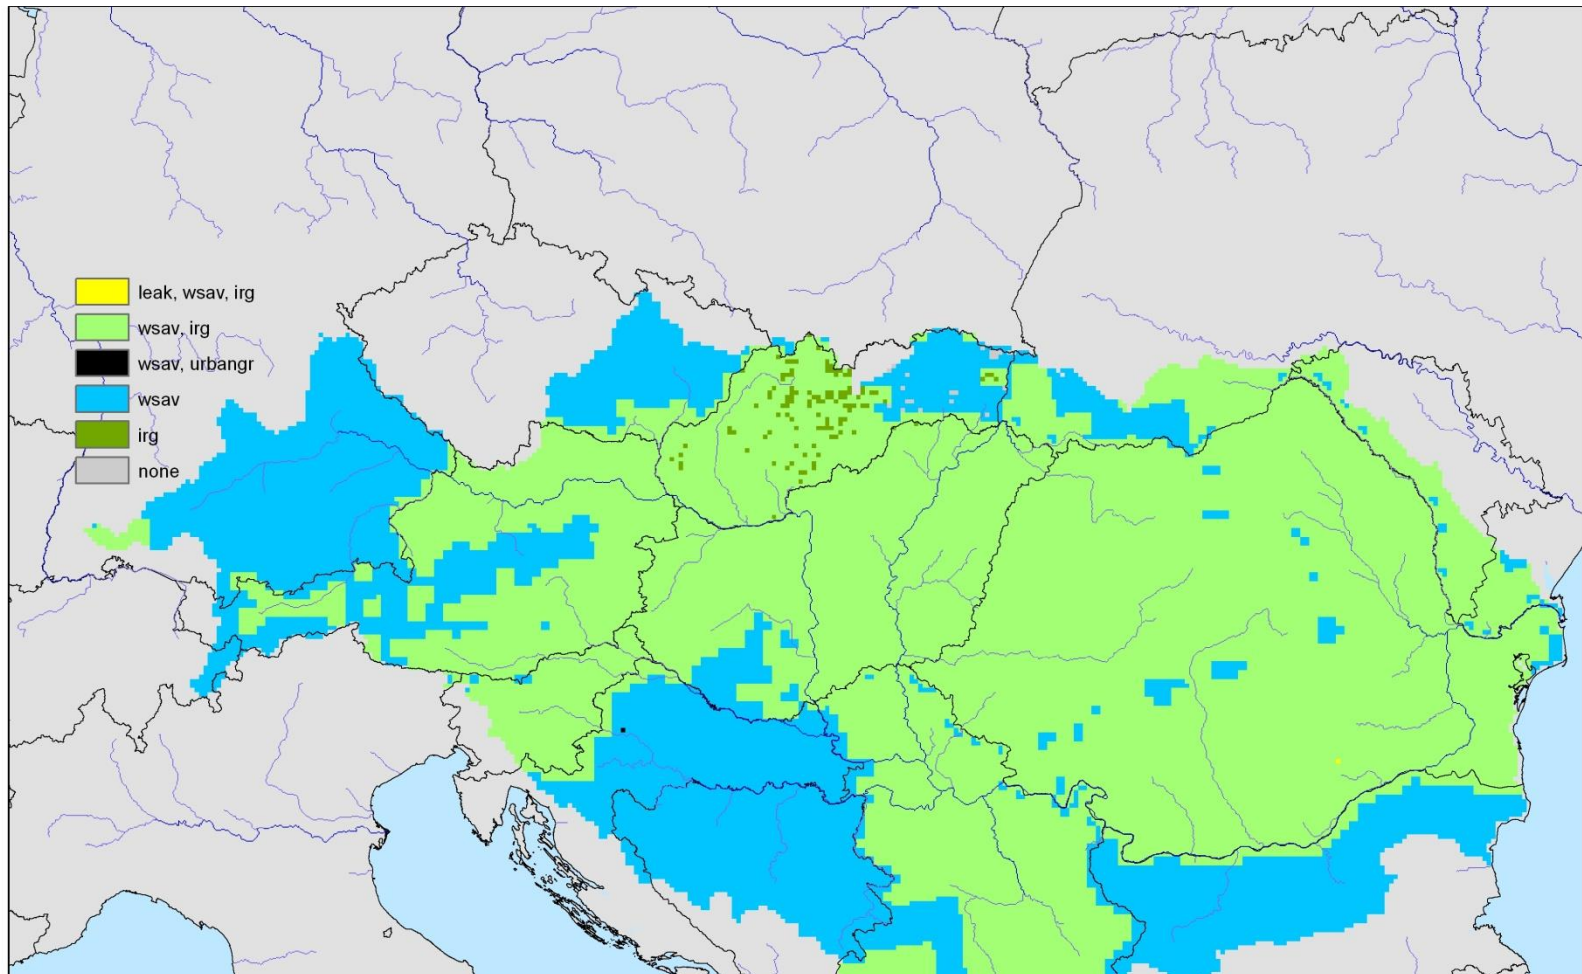 leak, wsav, irg
wsav, irg
wsav, urbangr
wsav
irg
none